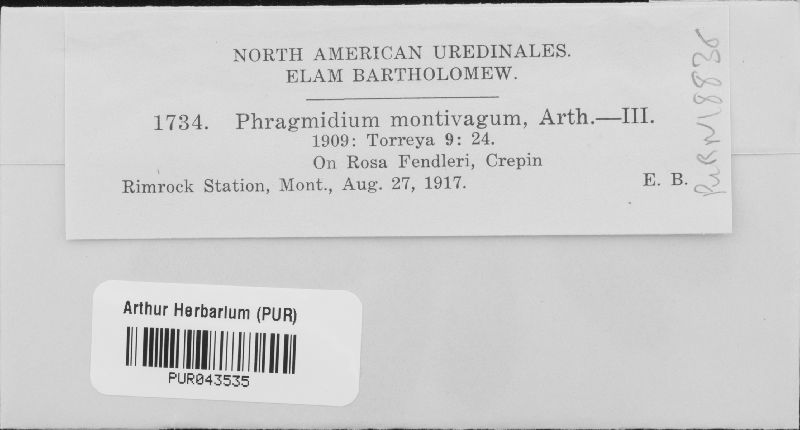 NORTH AMERICAN UREDINALES.
ELAM BARTHOLOMEW.
1734. Phragmidium montivagum, Arth.—III.
1909: Torreya 9: 24.
On Rosa Fendleri, Crepin
Rimrock Station, Mont., Aug. 27, 1917. E. B.
PUR N18836
Arthur Herbarium (PUR)
PUR043535